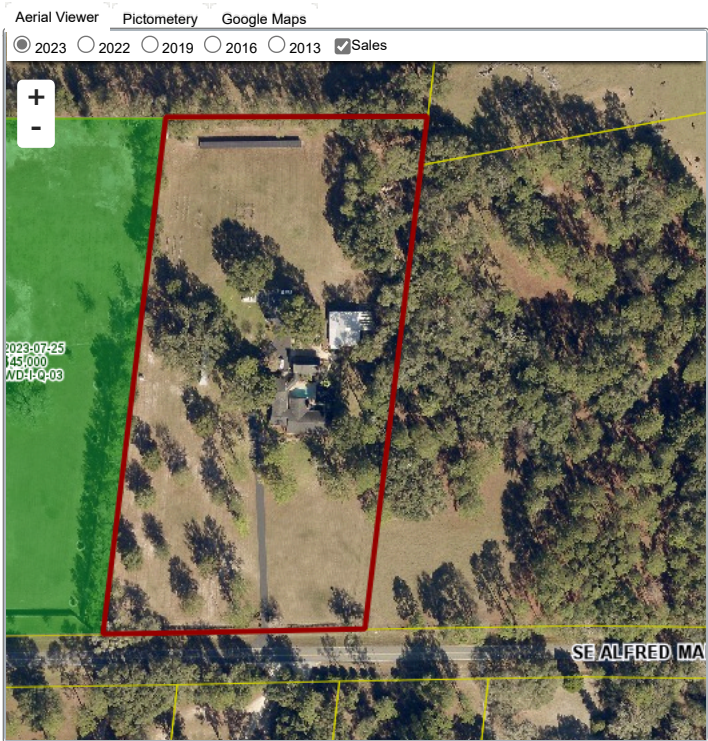 Aerial Viewer Pictometery Google Maps
2023 2022 2019 2016 2013 Sales
+
-
2023-07-25
$45,000
WD-I-Q-03
SE ALFRED MA